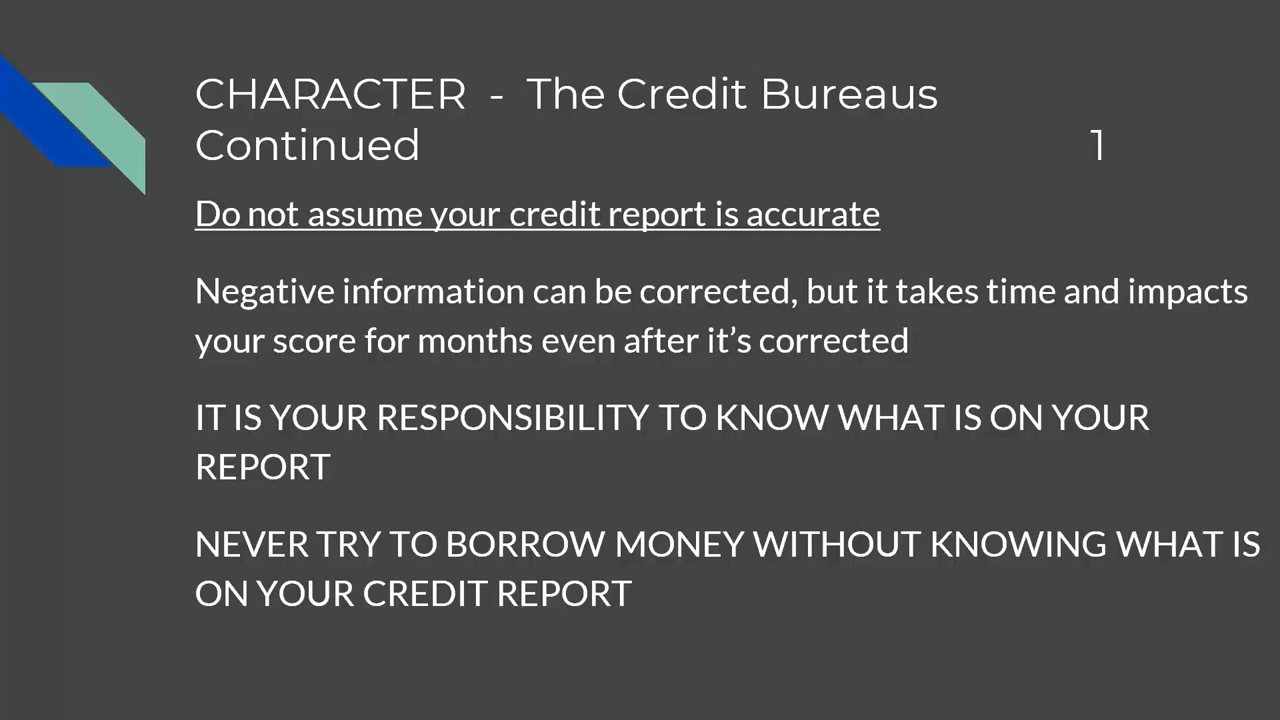 CHARACTER - The Credit Bureaus
Continued 1
Do not assume your credit report is accurate
Negative information can be corrected, but it takes time and impacts
your score for months even after it’s corrected
IT IS YOUR RESPONSIBILITY TO KNOW WHAT IS ON YOUR
REPORT
NEVER TRY TO BORROW MONEY WITHOUT KNOWING WHAT IS
ON YOUR CREDIT REPORT